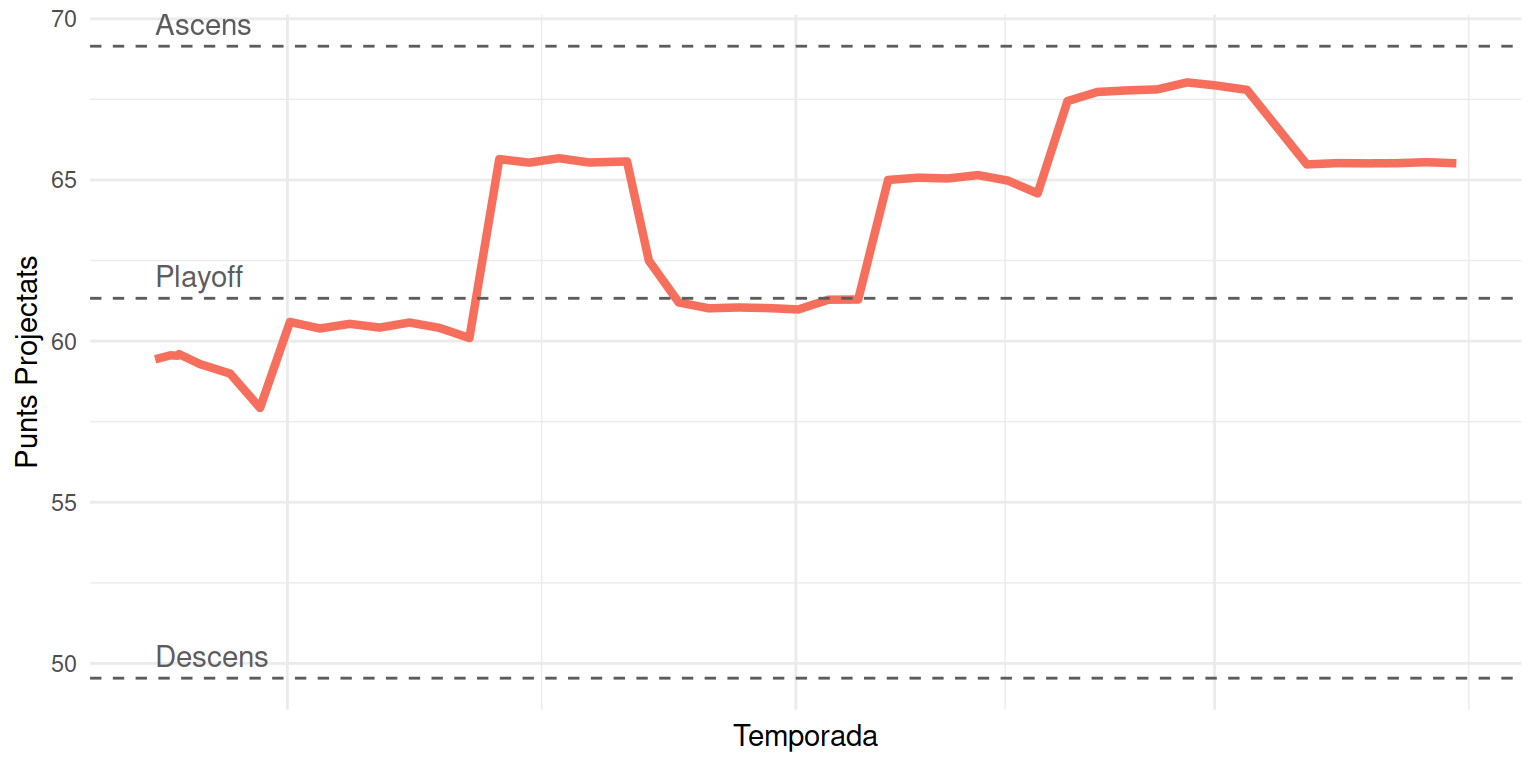 70
Ascens
65
Playoff
60
55
Descens
50
Punts Projectats
Temporada